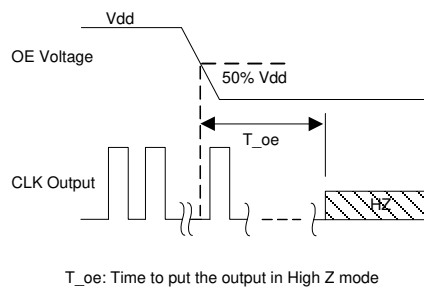 Vdd
OE Voltage
50% Vdd
T_oe
CLK Output
HZ
T_oe: Time to put the output in High Z mode